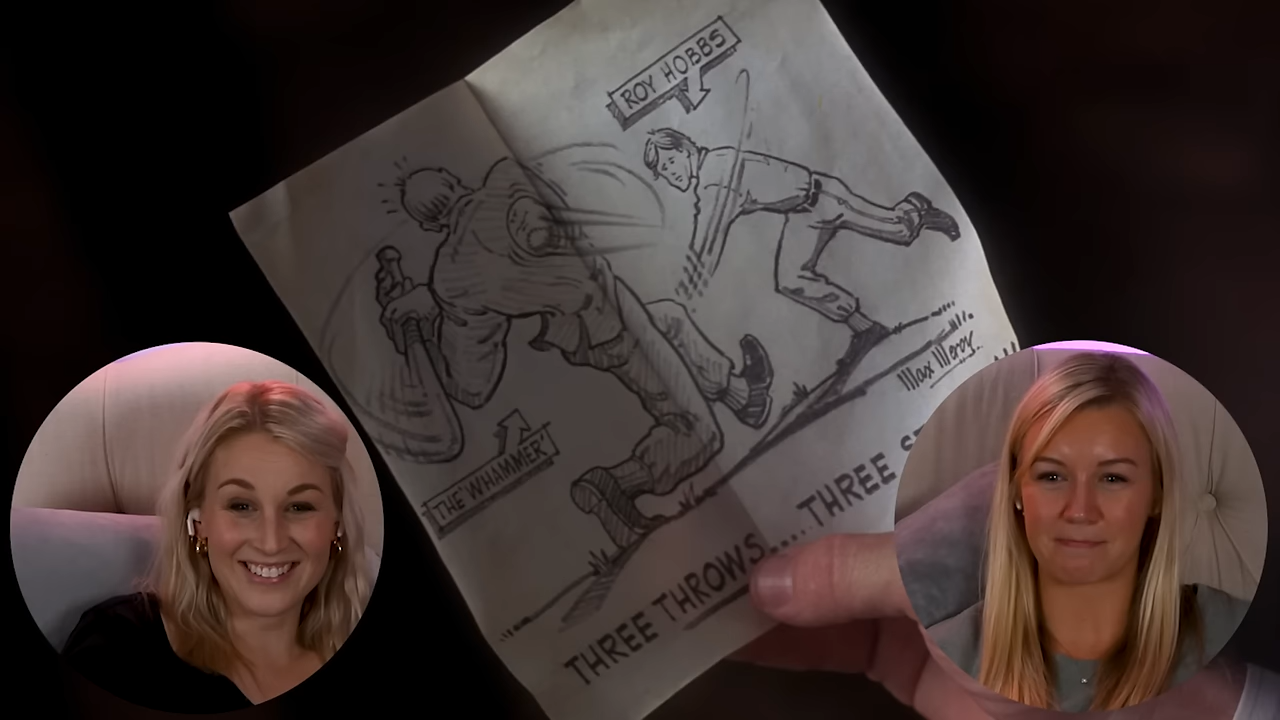 ROY HOBBS
THE 'WHAMMER'
Max Mercy
THREE THROWS.... THREE S